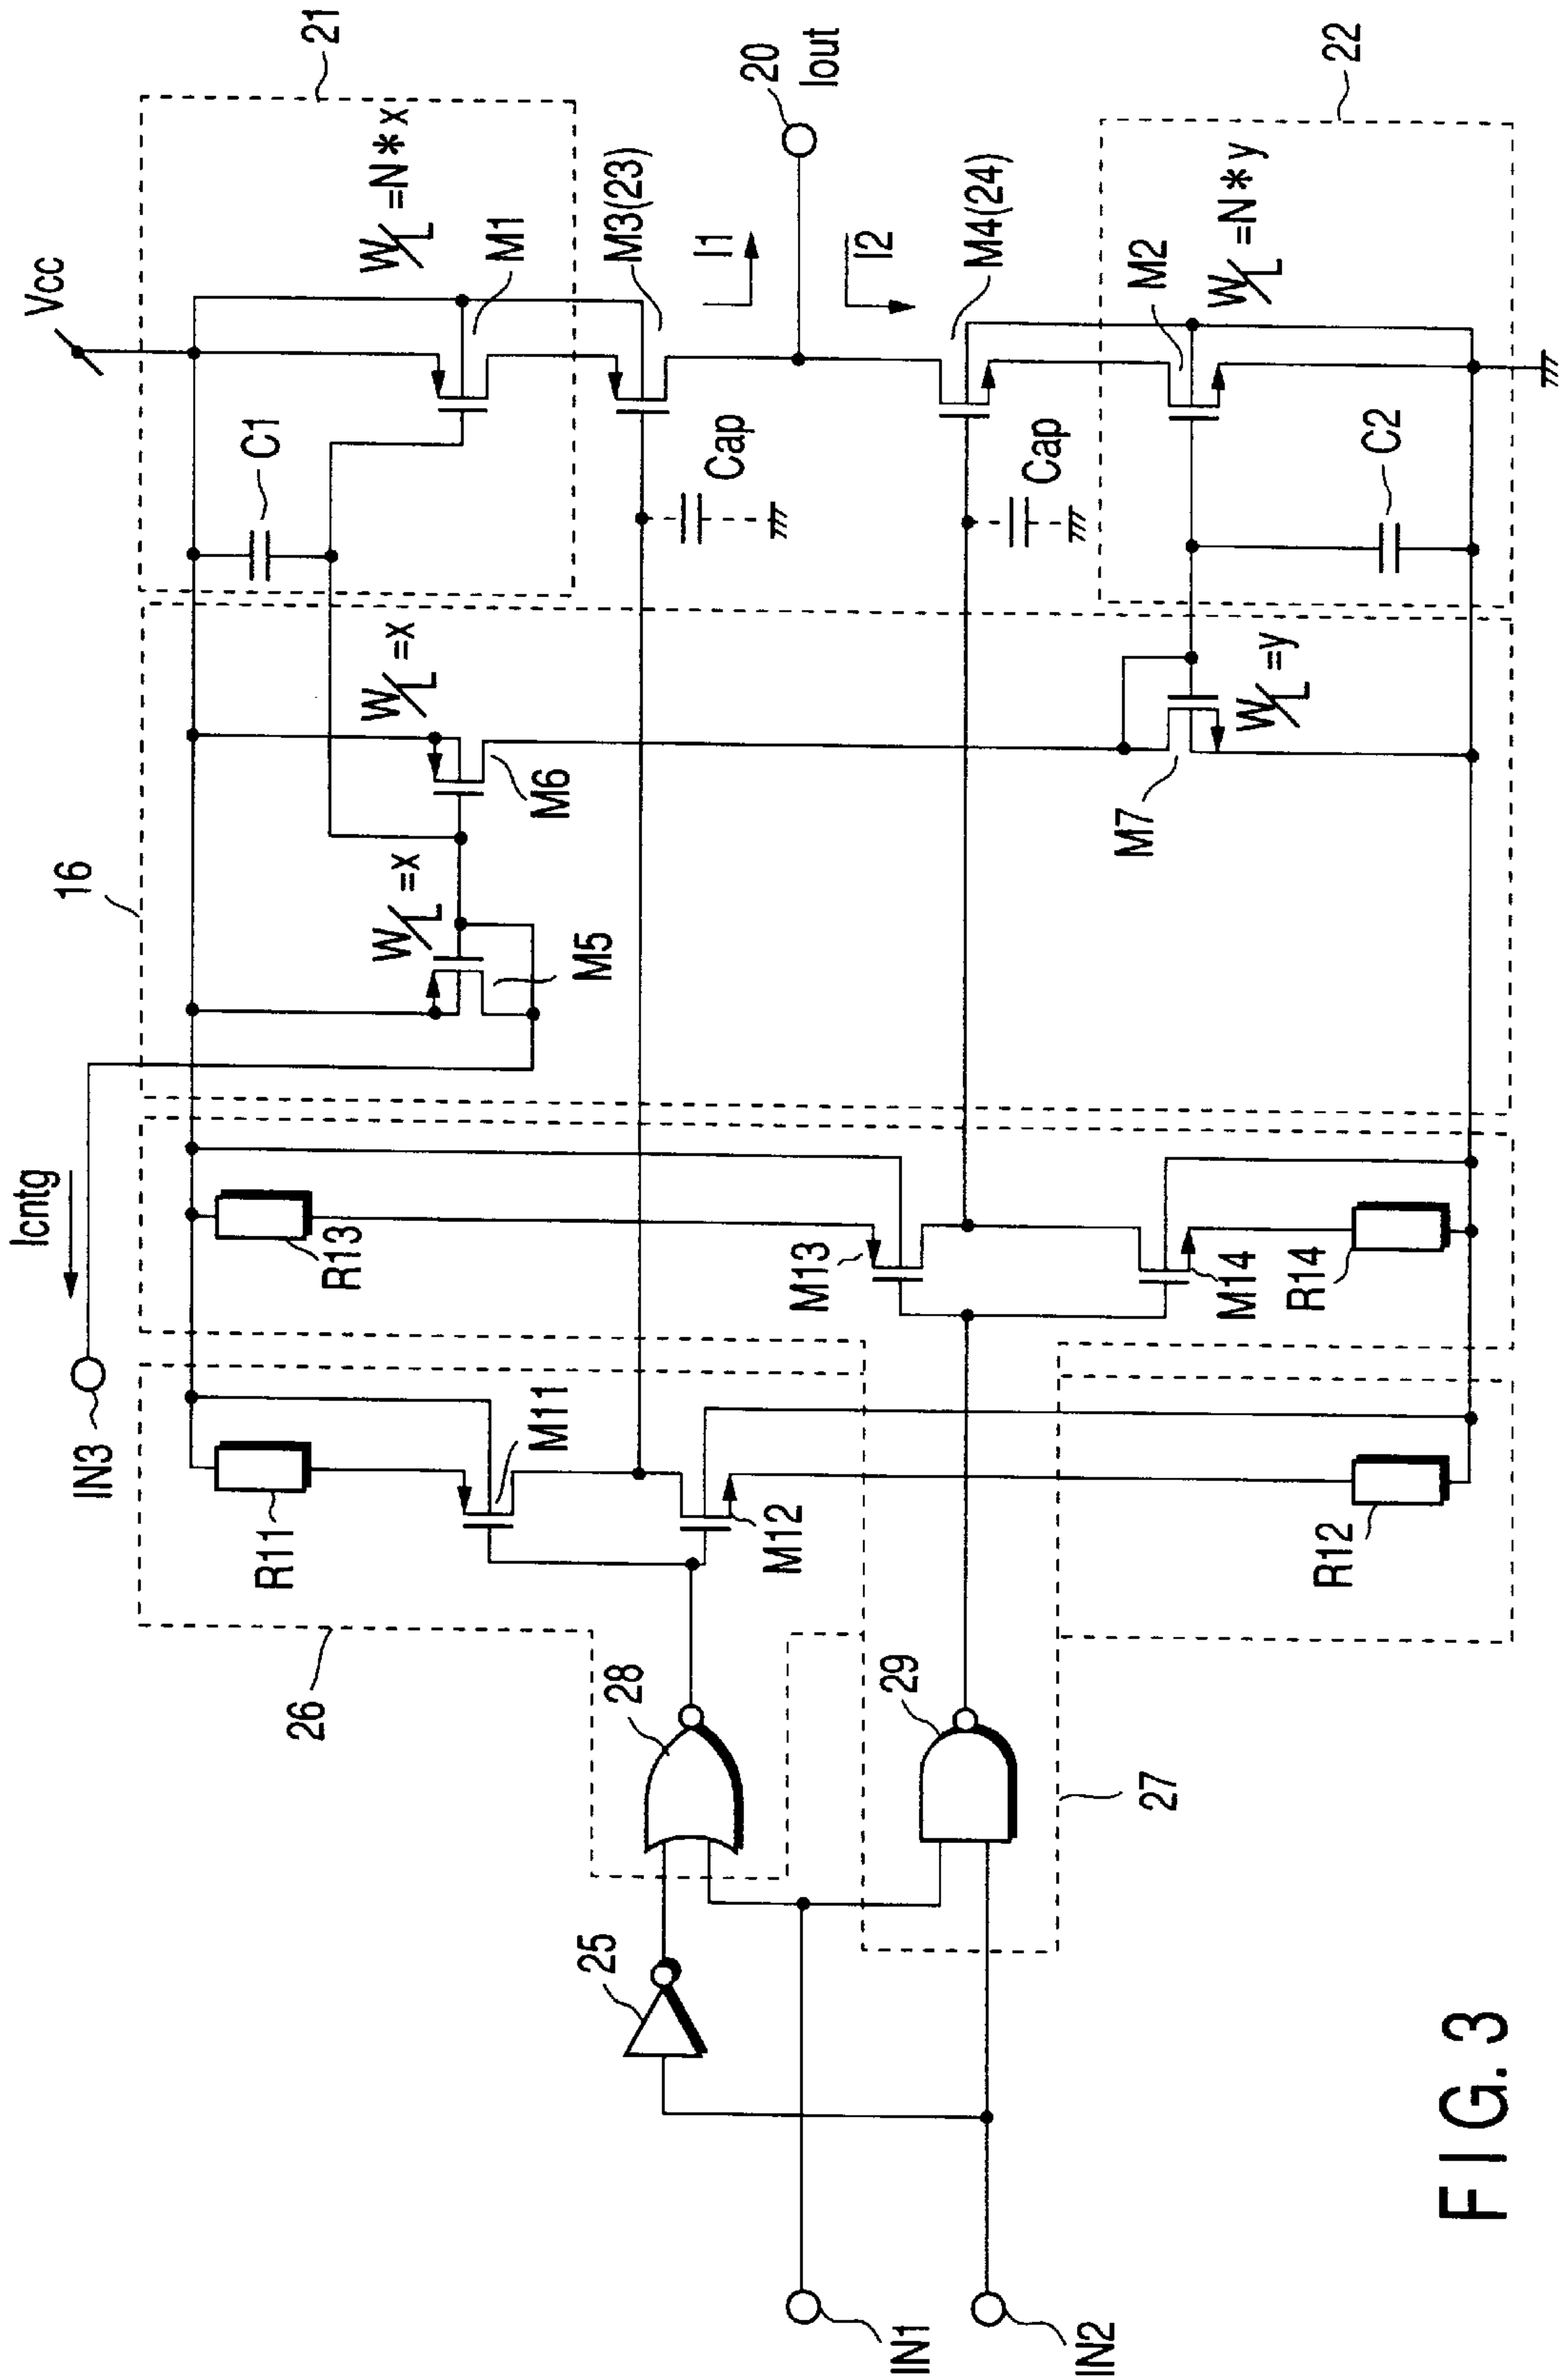 Vcc
21
W/L=N*x
C1
M1
20
Iout
M3(23)
I1
I2
M4(24)
Cap
Cap
M2
W/L=N*y
C2
22
16
W/L=x
M6
W/L=x
M5
M7
W/L=y
Icntg
IN3
R13
M13
M14
R14
R11
M11
M12
R12
26
28
29
27
25
IN1
IN2
FIG. 3